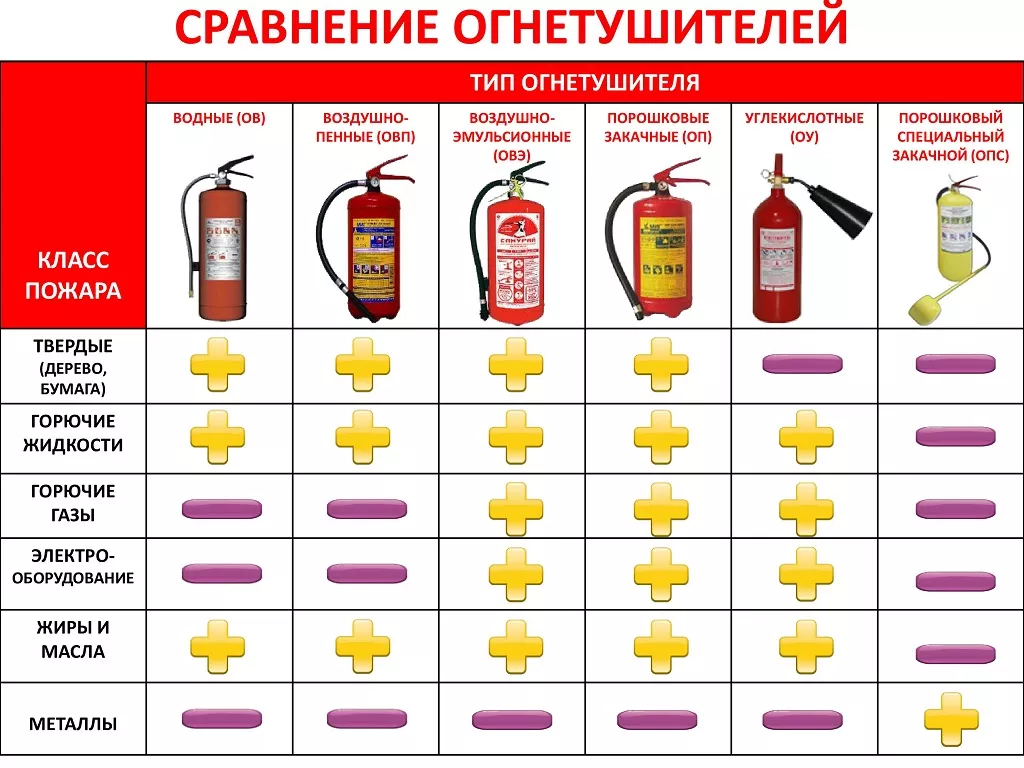 СРАВНЕНИЕ ОГНЕТУШИТЕЛЕЙ
ТИП ОГНЕТУШИТЕЛЯ
КЛАСС
ПОЖАРА
ВОДНЫЕ (ОВ)
ВОЗДУШНО-
ПЕННЫЕ (ОВП)
ВОЗДУШНО-
ЭМУЛЬСИОННЫЕ
(ОВЭ)
ПОРОШКОВЫЕ
ЗАКАЧНЫЕ (ОП)
УГЛЕКИСЛОТНЫЕ
(ОУ)
ПОРОШКОВЫЙ
СПЕЦИАЛЬНЫЙ
ЗАКАЧНОЙ (ОПС)
ТВЕРДЫЕ
(ДЕРЕВО,
БУМАГА)
ГОРЮЧИЕ
ЖИДКОСТИ
ГОРЮЧИЕ
ГАЗЫ
ЭЛЕКТРО-
ОБОРУДОВАНИЕ
ЖИРЫ И
МАСЛА
МЕТАЛЛЫ